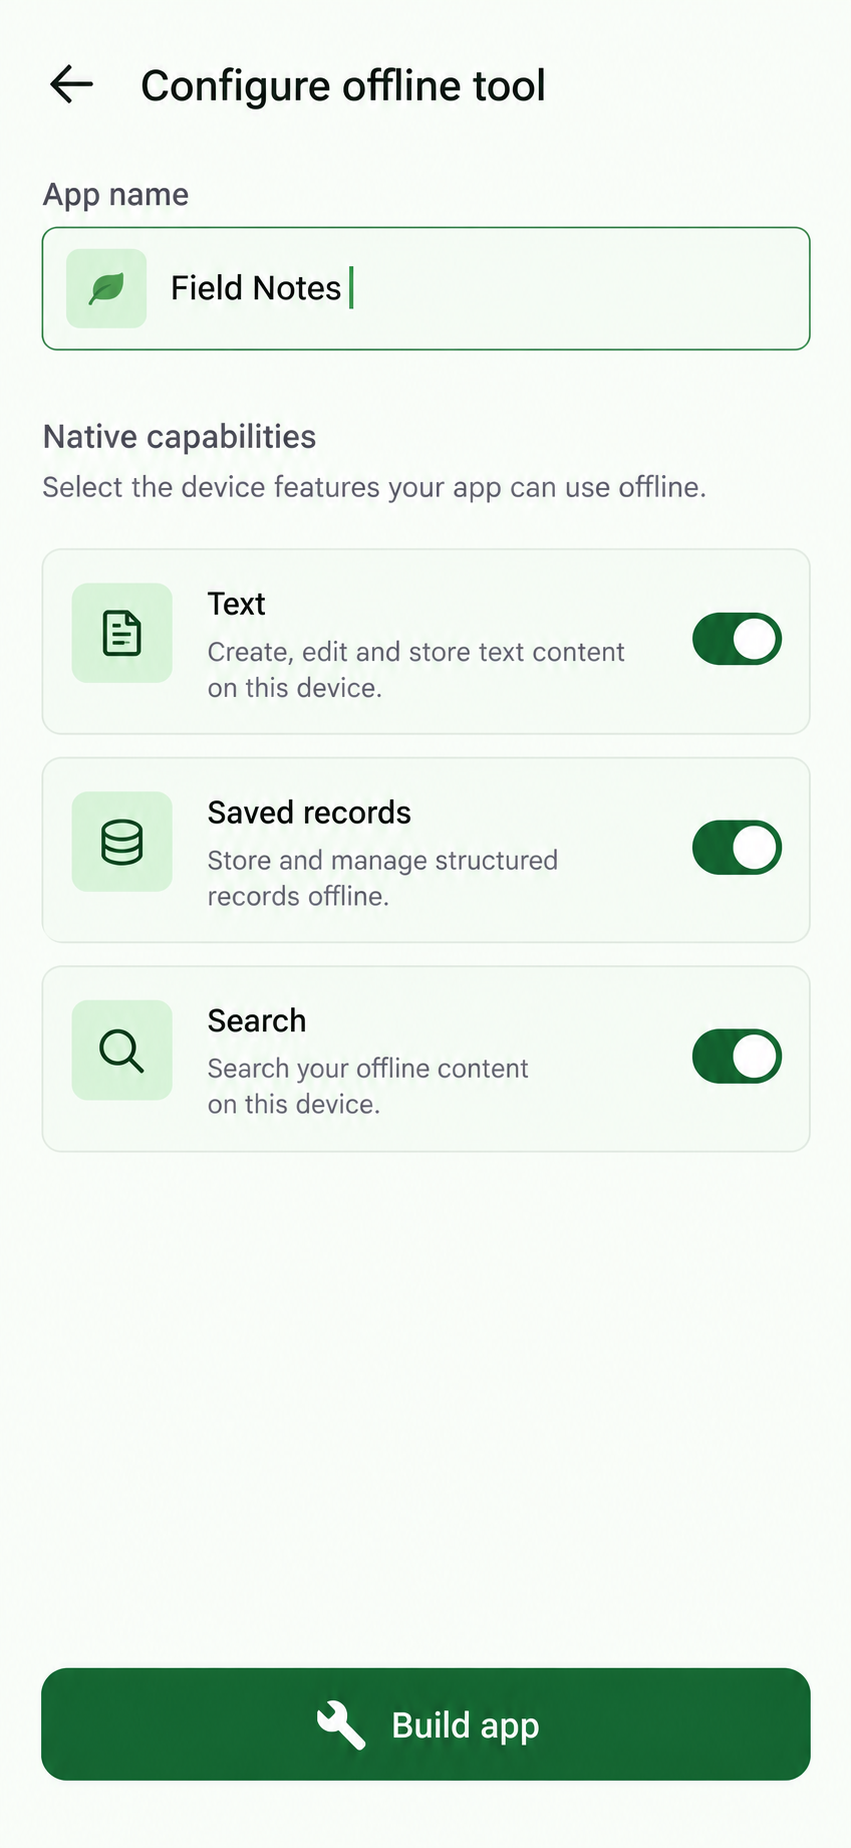 Configure offline tool
App name
Field Notes
Native capabilities
Select the device features your app can use offline.
Text
Create, edit and store text content
on this device.
Saved records
Store and manage structured
records offline.
Search
Search your offline content
on this device.
Build app